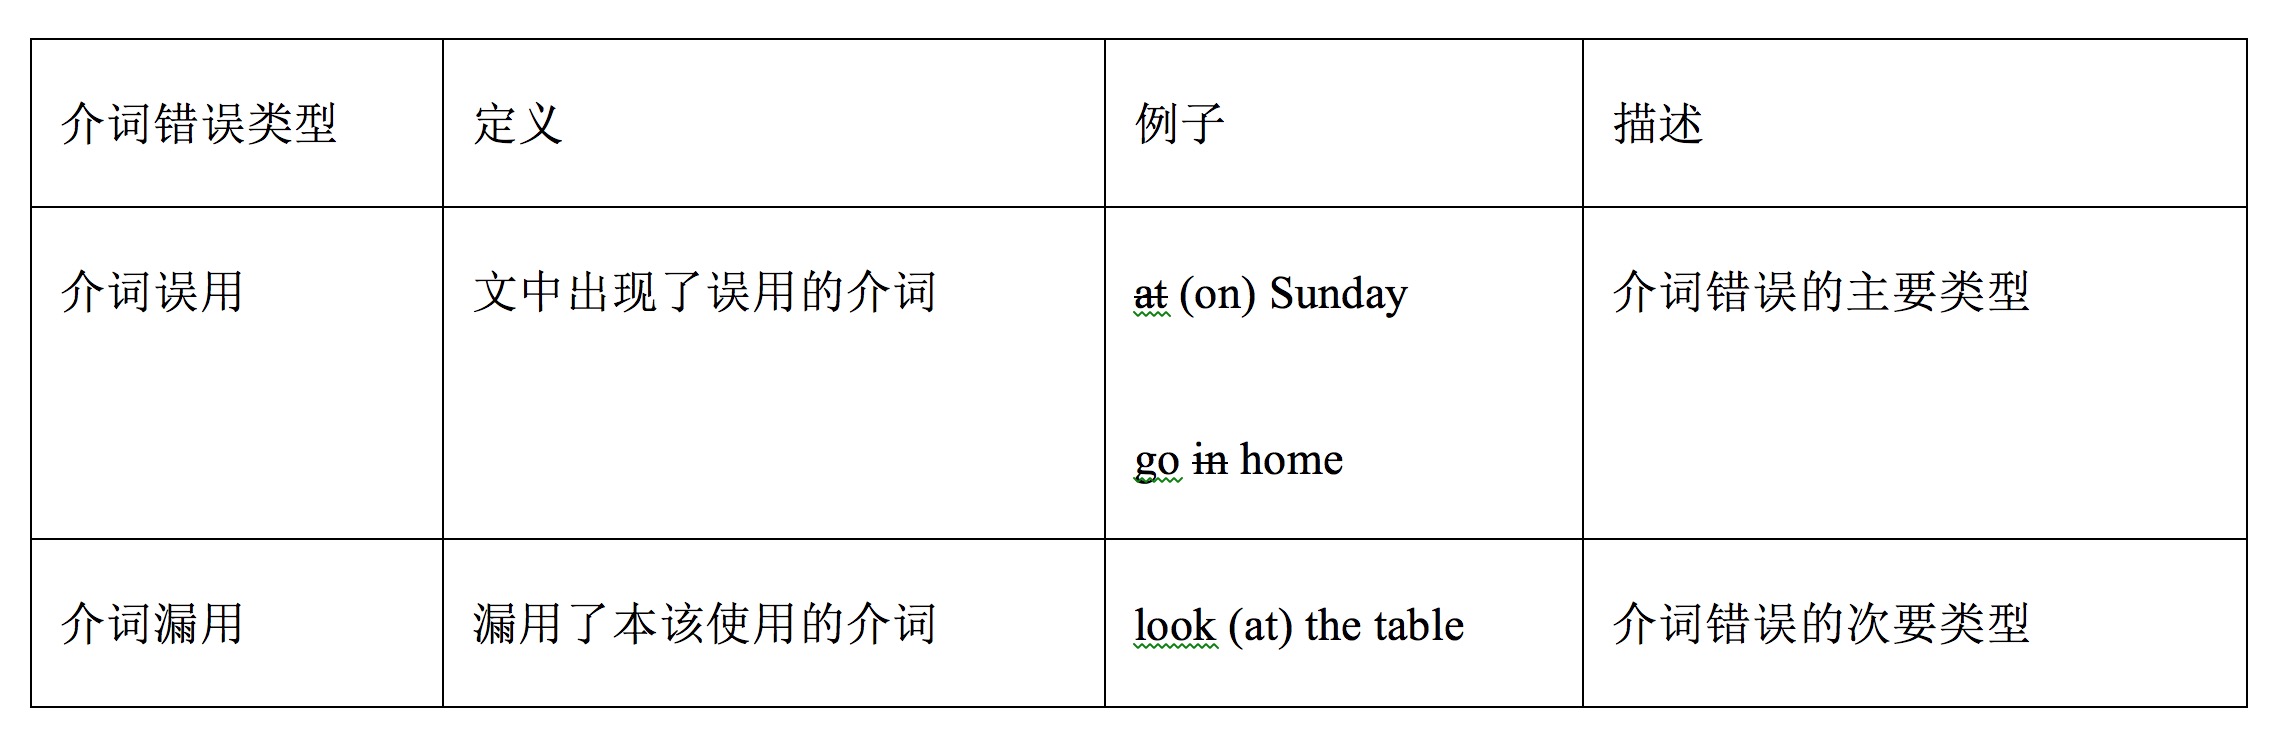 介词错误类型 定义 例子 描述
介词误用 文中出现了误用的介词 at (on) Sunday 介词错误的主要类型
go in home
介词漏用 漏用了本该使用的介词 look (at) the table 介词错误的次要类型